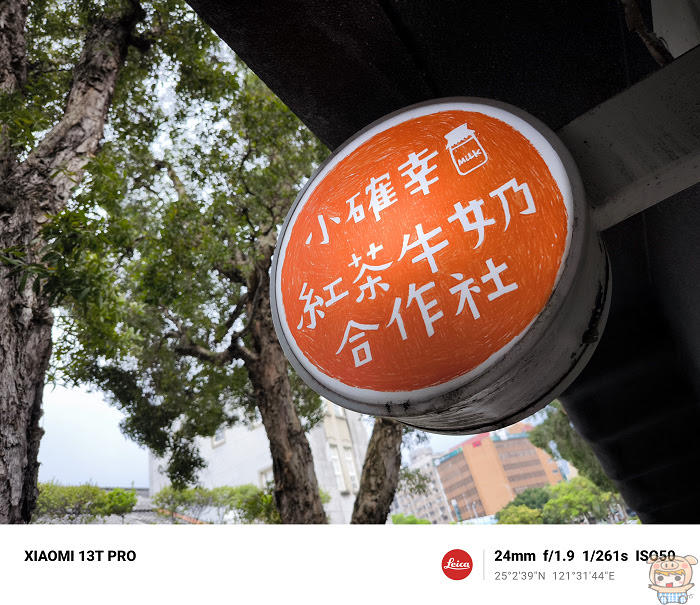 MiLK
小確幸
紅茶牛奶
合作社
XIAOMI 13T PRO
Leica
24mm f/1.9 1/261s ISO50
25°2'39"N 121°31'44"E